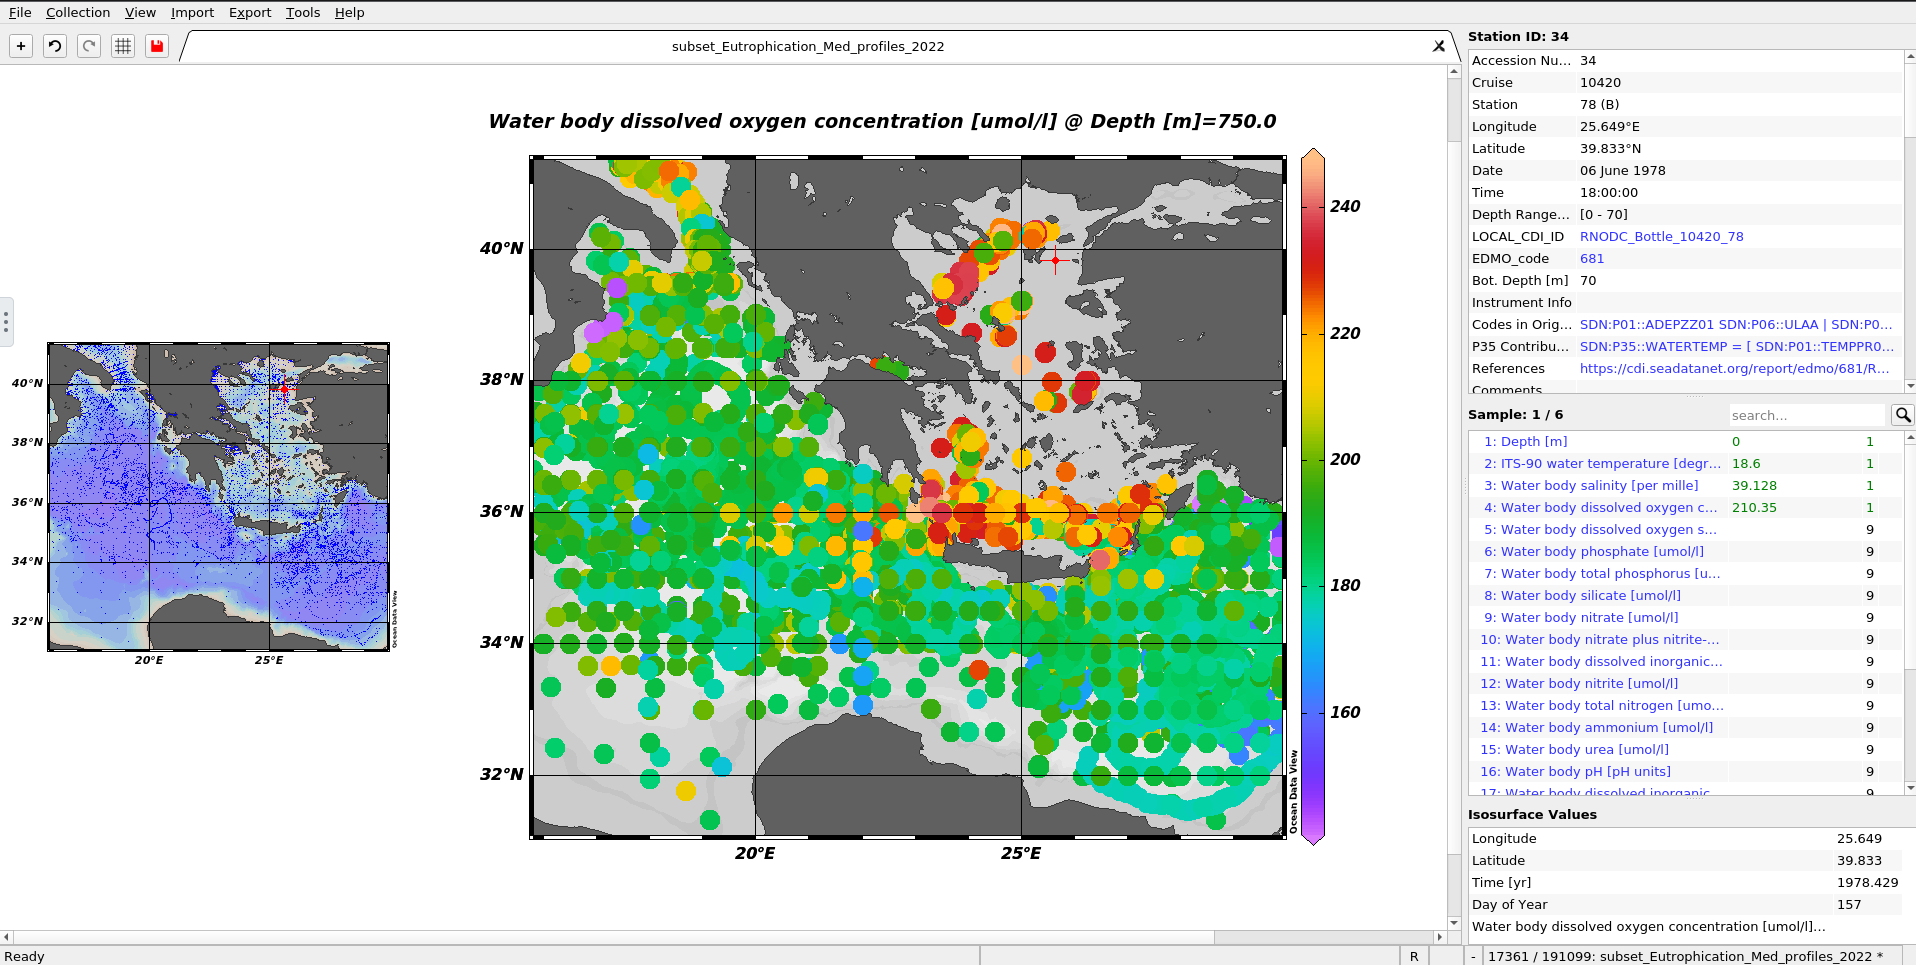 File Collection View Import Export Tools Help
subset_Eutrophication_Med_profiles_2022
Water body dissolved oxygen concentration [umol/l] @ Depth [m]=750.0
40°N
38°N
36°N
34°N
32°N
20°E 25°E
240
220
200
180
160
Ocean Data View
40°N
38°N
36°N
34°N
32°N
20°E 25°E
Ocean Data View
Station ID: 34
Accession Nu... 34
Cruise 10420
Station 78 (B)
Longitude 25.649°E
Latitude 39.833°N
Date 06 June 1978
Time 18:00:00
Depth Range... [0 - 70]
LOCAL_CDI_ID RNODC_Bottle_10420_78
EDMO_code 681
Bot. Depth [m] 70
Instrument Info
Codes in Orig... SDN:P01::ADEPZZ01 SDN:P06::ULAA | SDN:P0...
P35 Contribu... SDN:P35::WATERTEMP = [ SDN:P01::TEMPPR0...
References https://cdi.seadatanet.org/report/edmo/681/R...
Comments
Sample: 1 / 6 search...
1: Depth [m] 0 1
2: ITS-90 water temperature [degr... 18.6 1
3: Water body salinity [per mille] 39.128 1
4: Water body dissolved oxygen c... 210.35 1
5: Water body dissolved oxygen s... 9
6: Water body phosphate [umol/l] 9
7: Water body total phosphorus [u... 9
8: Water body silicate [umol/l] 9
9: Water body nitrate [umol/l] 9
10: Water body nitrate plus nitrite-... 9
11: Water body dissolved inorganic... 9
12: Water body nitrite [umol/l] 9
13: Water body total nitrogen [umo... 9
14: Water body ammonium [umol/l] 9
15: Water body urea [umol/l] 9
16: Water body pH [pH units] 9
17: Water body dissolved inorganic 9
Isosurface Values
Longitude 25.649
Latitude 39.833
Time [yr] 1978.429
Day of Year 157
Water body dissolved oxygen concentration [umol/l]...
Ready R - 17361 / 191099: subset_Eutrophication_Med_profiles_2022 *